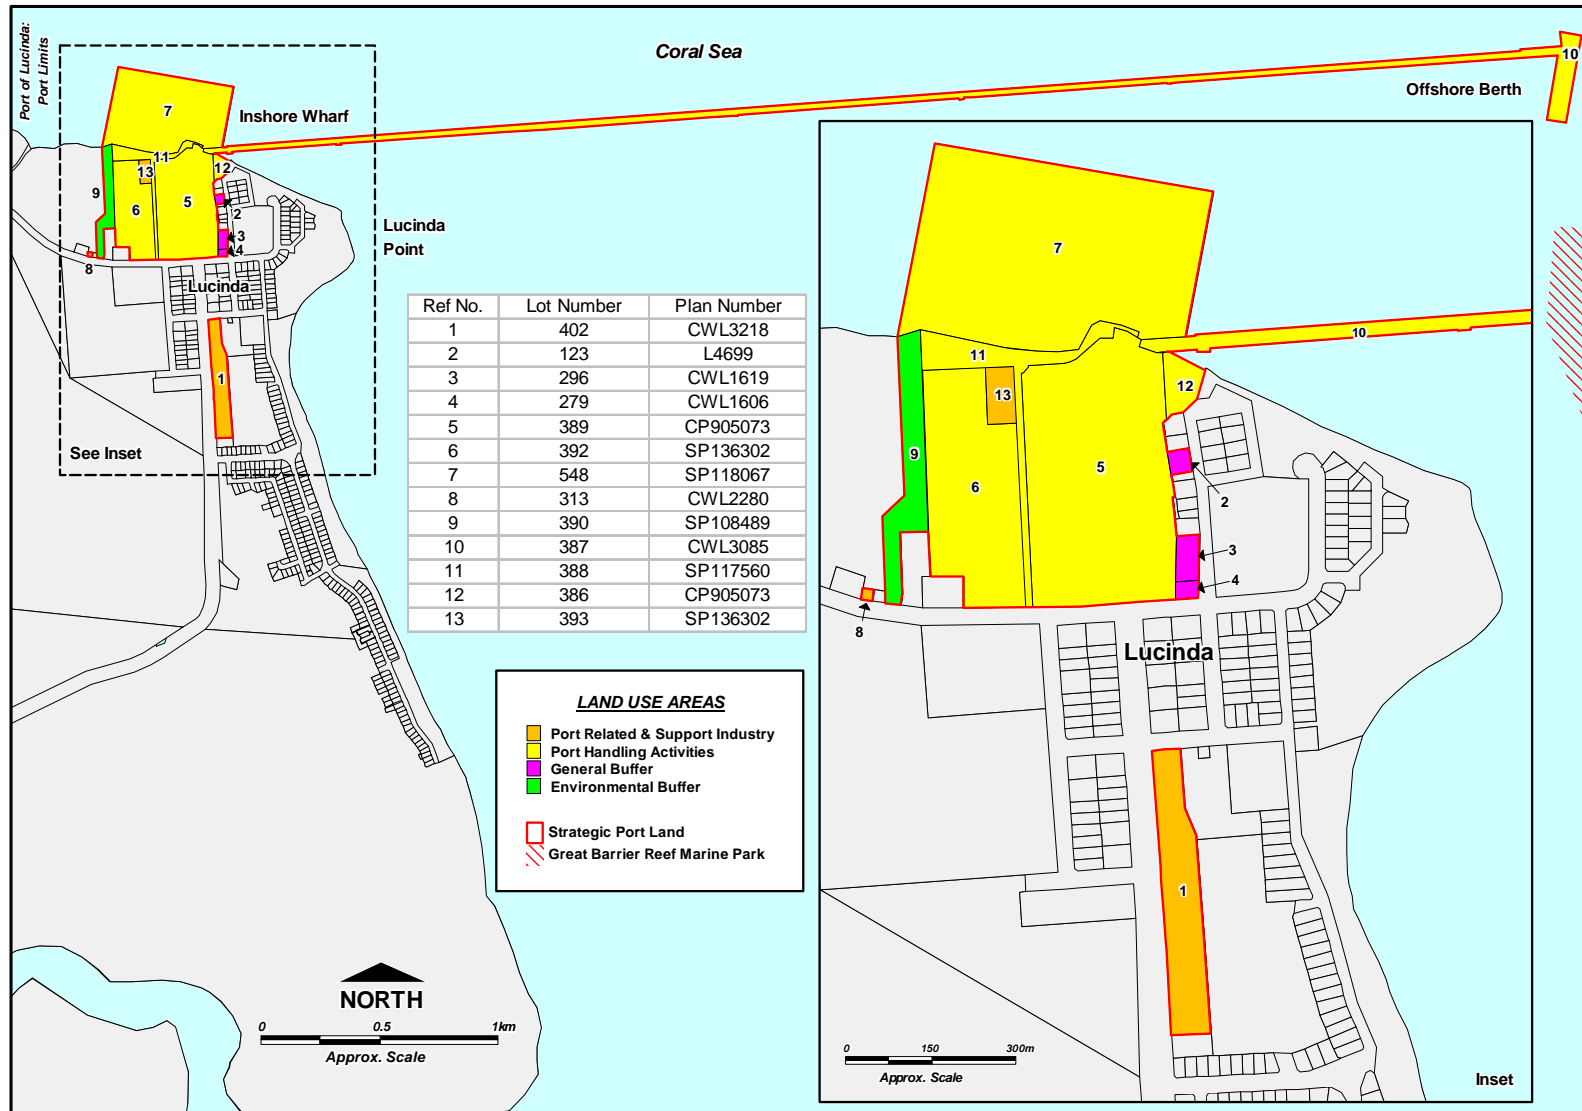 Port of Lucinda:
Port Limits
Coral Sea
10
Offshore Berth
7
Inshore Wharf
11
12
13
9
5
6
2
3
4
8
Lucinda
Point
Lucinda
1
See Inset
Ref No. Lot Number Plan Number
1 402 CWL3218
2 123 L4699
3 296 CWL1619
4 279 CWL1606
5 389 CP905073
6 392 SP136302
7 548 SP118067
8 313 CWL2280
9 390 SP108489
10 387 CWL3085
11 388 SP117560
12 386 CP905073
13 393 SP136302
LAND USE AREAS
Port Related & Support Industry
Port Handling Activities
General Buffer
Environmental Buffer
Strategic Port Land
Great Barrier Reef Marine Park
NORTH
0 0.5 1km
Approx. Scale
7
10
11
12
13
9
5
6
2
3
4
8
Lucinda
1
0 150 300m
Approx. Scale
Inset